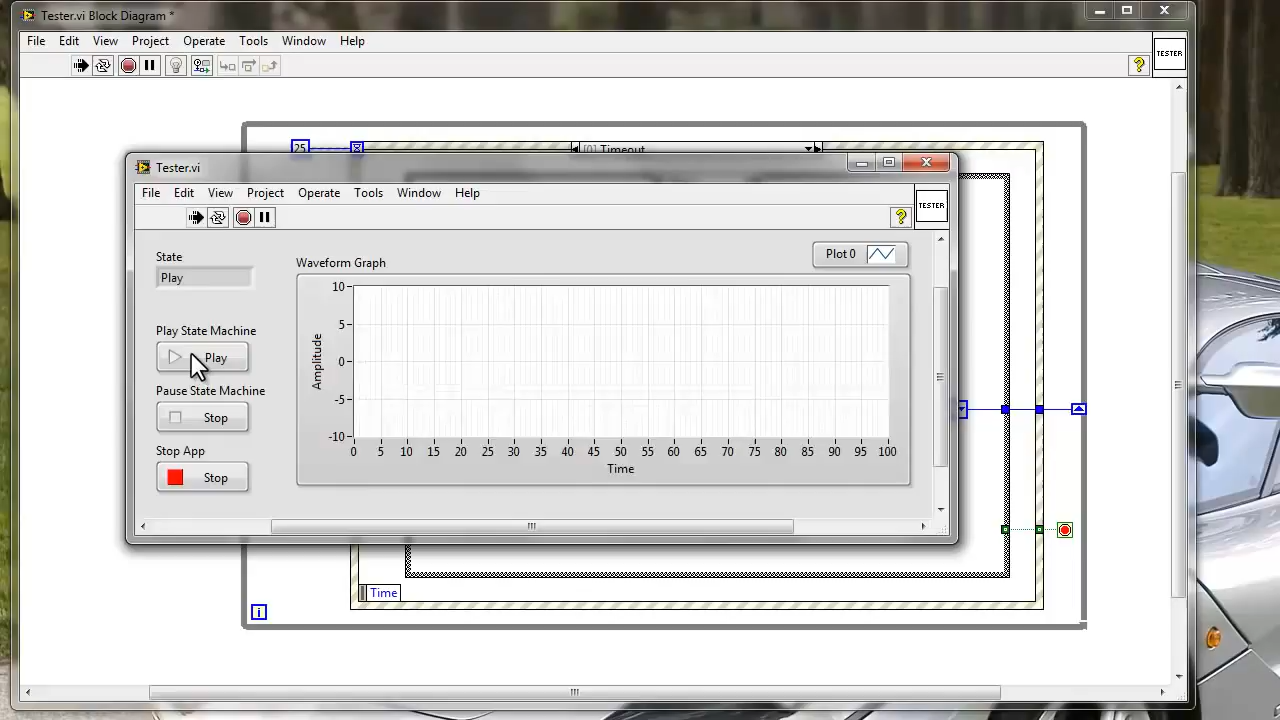 Tester.vi Block Diagram *
File Edit View Project Operate Tools Window Help
TESTER
25
[0] Timeout
Tester.vi
File Edit View Project Operate Tools Window Help
TESTER
State
Play
Play State Machine
Play
Pause State Machine
Stop
Stop App
Stop
Waveform Graph
Plot 0
Amplitude
10
5
0
-5
-10
0 5 10 15 20 25 30 35 40 45 50 55 60 65 70 75 80 85 90 95 100
Time
Time
i